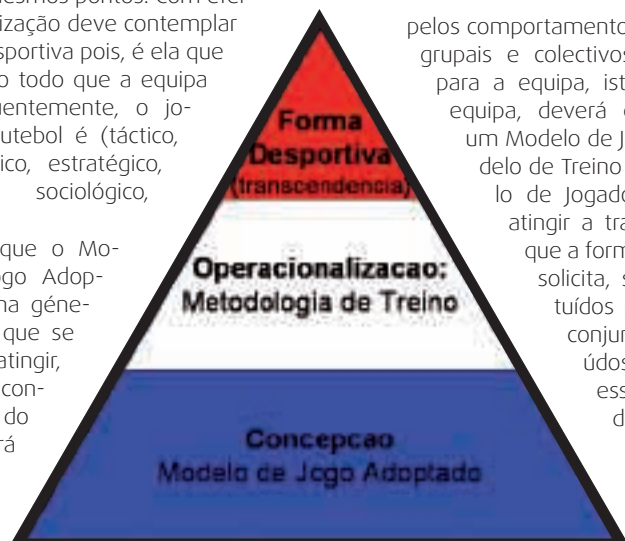 mesmos pontos. Com efei-
ização deve contemplar
sportiva pois, é ela que
o todo que a equipa
uentemente, o jo-
utebol é (táctico,
ico, estratégico,
sociológico,
que o Mo-
ogo Adop-
na géne-
que se
atingir,
con-
do
rá
Forma
Desportiva
(transcendencia)
Operacionalizacao:
Metodologia de Treino
Concepcao
Modelo de Jogo Adoptado
pelos comportamento
grupais e colectivos
para a equipa, ist
equipa, deverá
um Modelo de J
delo de Treino
lo de Jogado
atingir a tra
que a form
solicita, s
tuídos
conjun
údos
ess
d